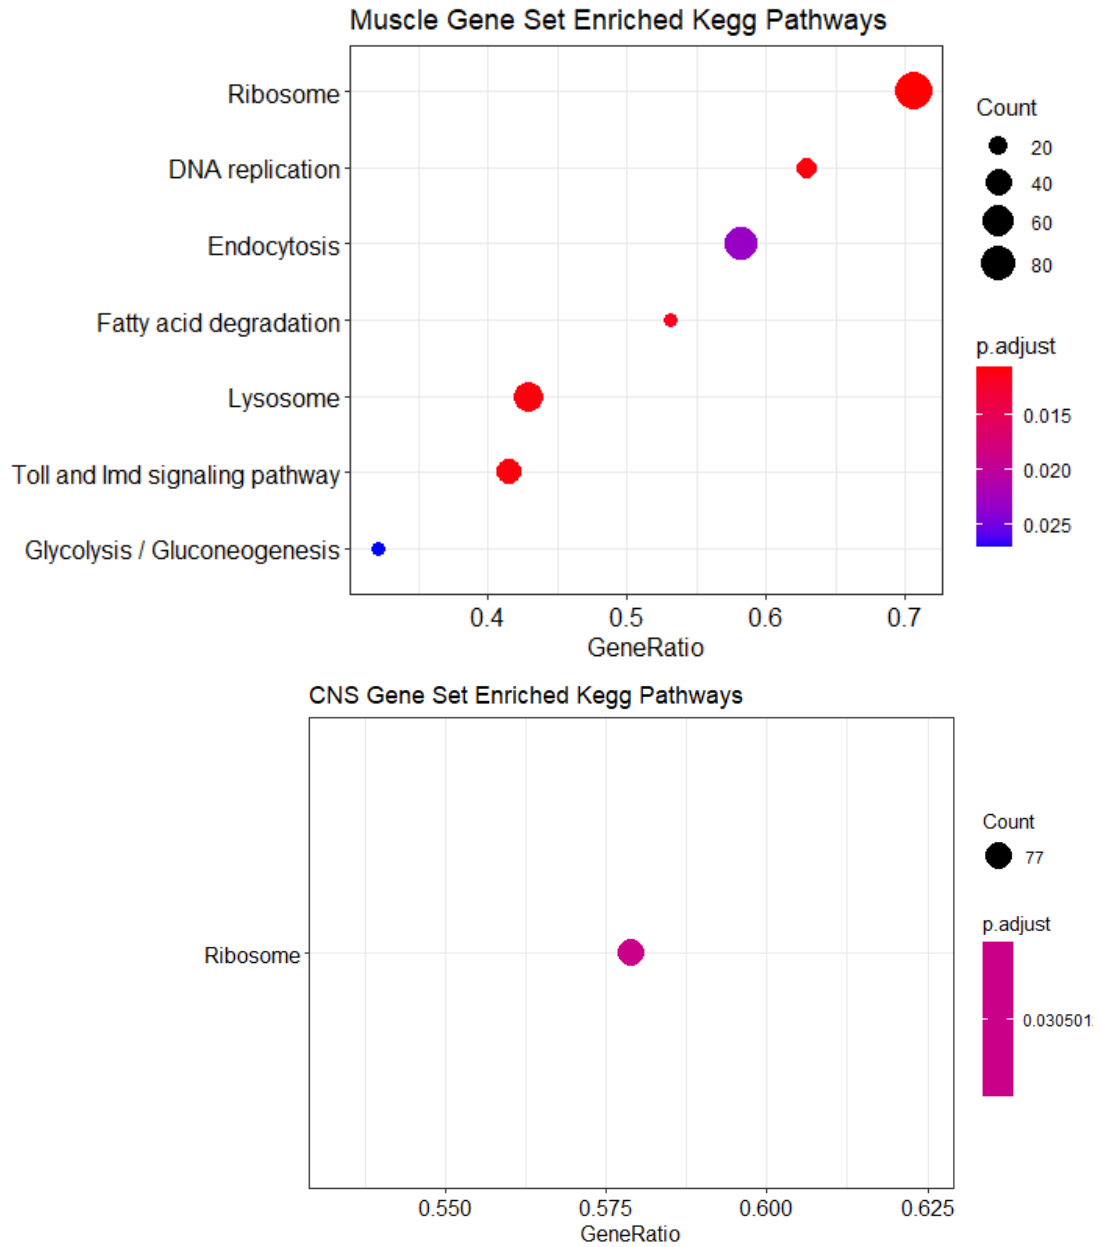 Muscle Gene Set Enriched Kegg Pathways
Ribosome
DNA replication
Endocytosis
Fatty acid degradation
Lysosome
Toll and Imd signaling pathway
Glycolysis / Gluconeogenesis
0.4 0.5 0.6 0.7
GeneRatio
Count
20
40
60
80
p.adjust
0.015
0.020
0.025
CNS Gene Set Enriched Kegg Pathways
Ribosome
0.550 0.575 0.600 0.625
GeneRatio
Count
77
p.adjust
0.030501